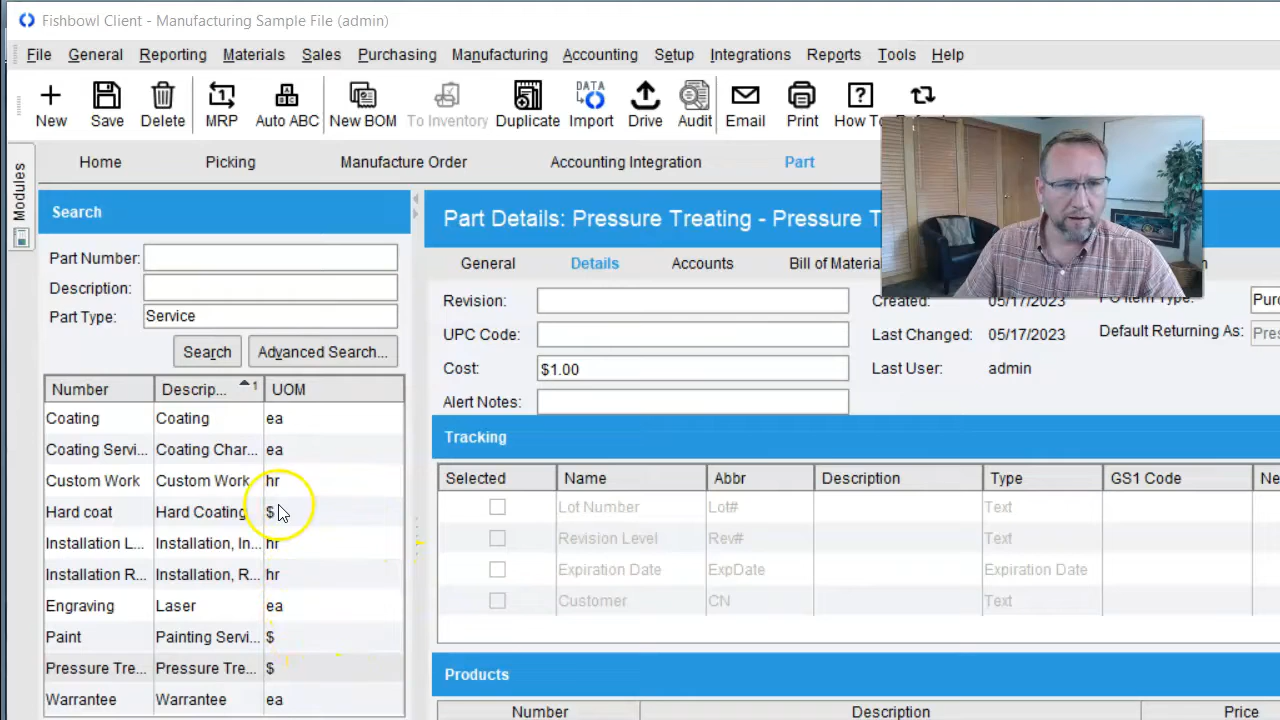 Fishbowl Client - Manufacturing Sample File (admin)
File General Reporting Materials Sales Purchasing Manufacturing Accounting Setup Integrations Reports Tools Help
New Save Delete MRP Auto ABC New BOM To Inventory Duplicate Import Drive Audit Email Print How To
Home Picking Manufacture Order Accounting Integration Part
Modules
Search
Part Number:
Description:
Part Type: Service
Search Advanced Search...
Number Descrip... 1 UOM
Coating Coating ea
Coating Servi... Coating Char... ea
Custom Work Custom Work hr
Hard coat Hard Coating $
Installation L... Installation, In... hr
Installation R... Installation, R... hr
Engraving Laser ea
Paint Painting Servi... $
Pressure Tre... Pressure Tre... $
Warrantee Warrantee ea
Part Details: Pressure Treating - Pressure T
General Details Accounts Bill of Materia
Revision: Created: 05/17/2023
UPC Code: Last Changed: 05/17/2023 Default Returning As: Pres
Cost: $1.00 Last User: admin
Alert Notes:
Tracking
Selected Name Abbr Description Type GS1 Code Ne
Lot Number Lot# Text
Revision Level Rev# Text
Expiration Date ExpDate Expiration Date
Customer CN Text
Products
Number Description Price